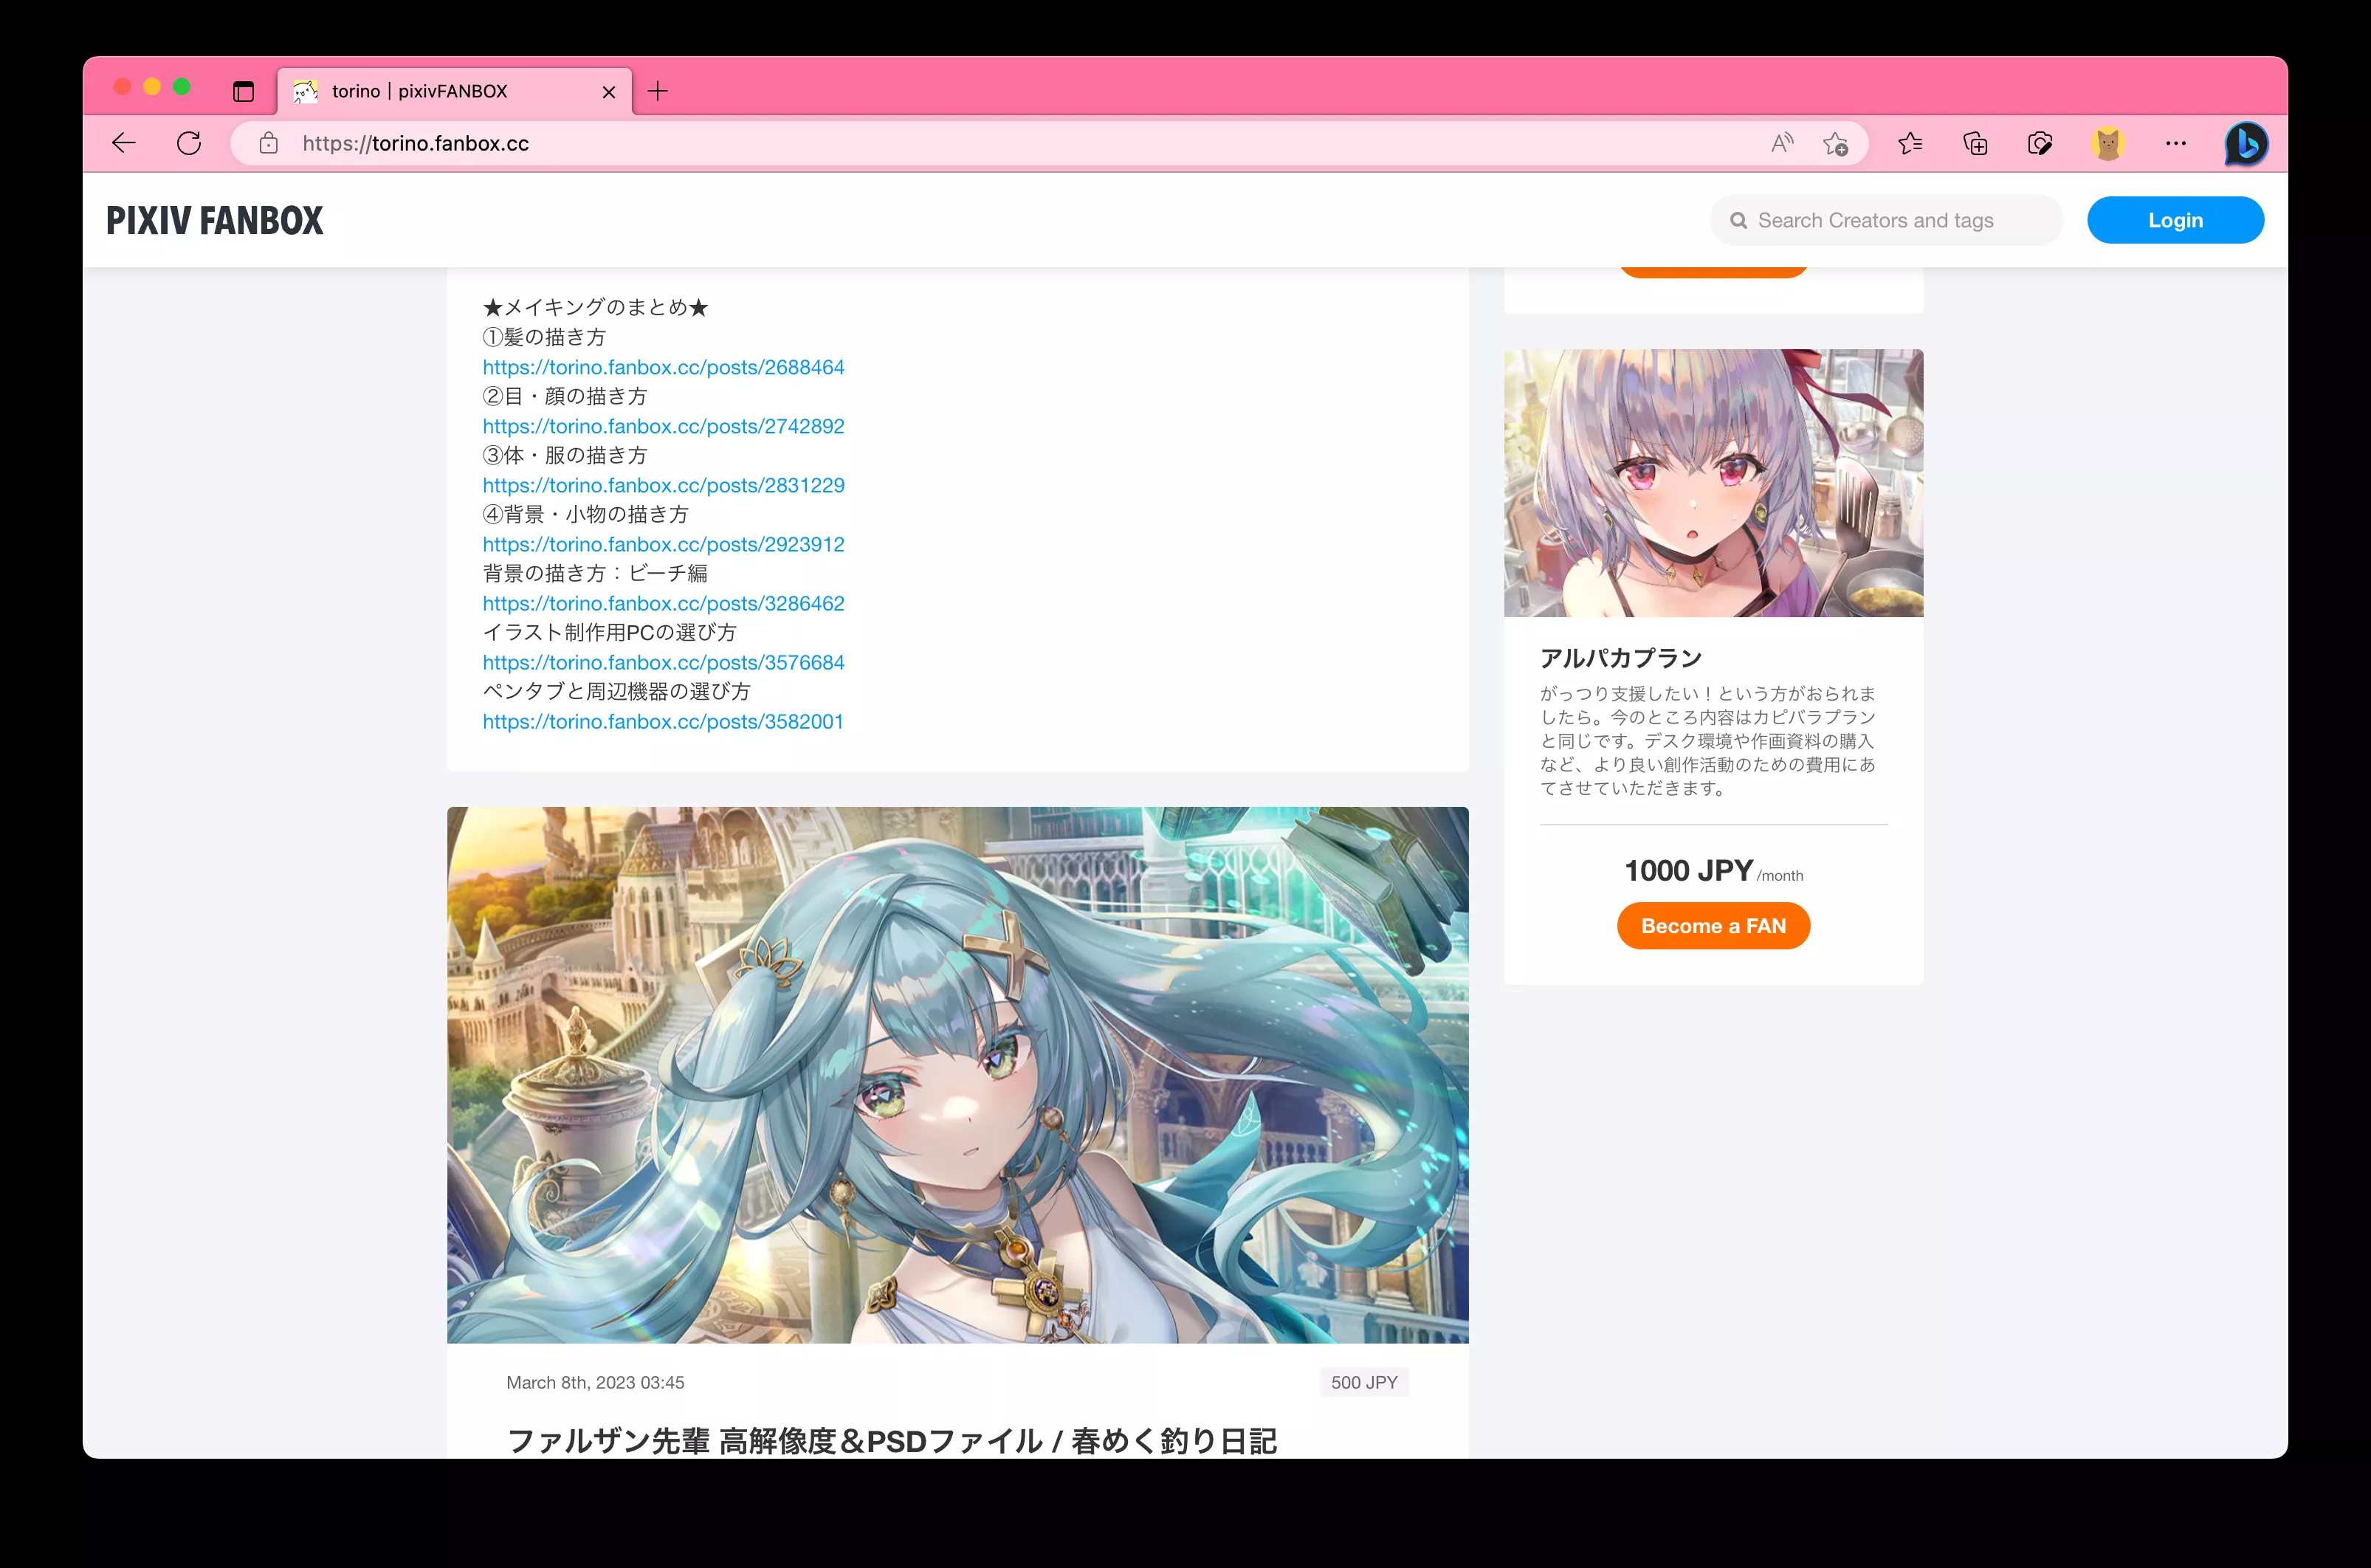 torino | pixivFANBOX
https://torino.fanbox.cc
PIXIV FANBOX
Search Creators and tags
Login
★メイキングのまとめ★
①髪の描き方
https://torino.fanbox.cc/posts/2688464
②目・顔の描き方
https://torino.fanbox.cc/posts/2742892
③体・服の描き方
https://torino.fanbox.cc/posts/2831229
④背景・小物の描き方
https://torino.fanbox.cc/posts/2923912
背景の描き方：ビーチ編
https://torino.fanbox.cc/posts/3286462
イラスト制作用PCの選び方
https://torino.fanbox.cc/posts/3576684
ペンタブと周辺機器の選び方
https://torino.fanbox.cc/posts/3582001
March 8th, 2023 03:45
500 JPY
ファルザン先輩 高解像度＆PSDファイル / 春めく釣り日記
アルパカプラン
がっつり支援したい！という方がおられま
したら。今のところ内容はカピバラプラン
と同じです。デスク環境や作画資料の購入
など、より良い創作活動のための費用にあ
てさせていただきます。
1000 JPY /month
Become a FAN